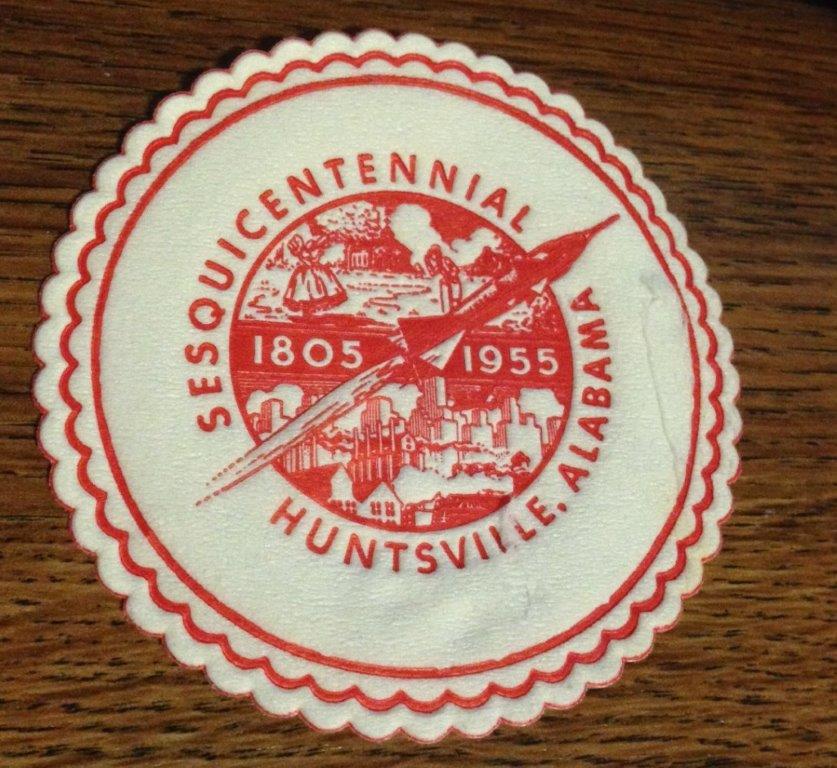 SESQUICENTENNIAL
1805 1955
HUNTSVILLE, ALABAMA